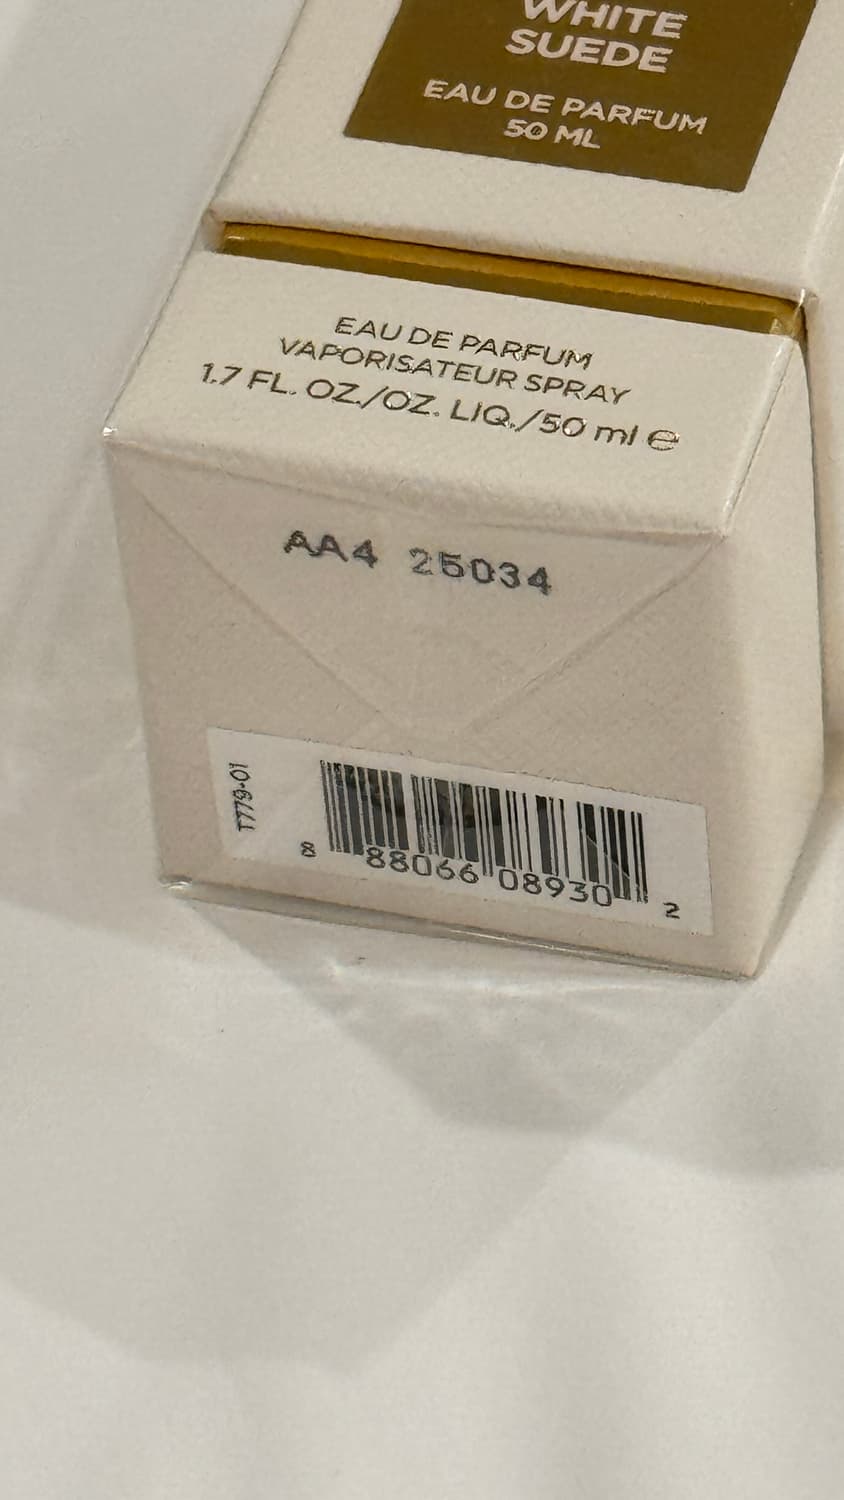 WHITE
SUEDE
EAU DE PARFUM
50 ML
EAU DE PARFUM
VAPORISATEUR SPRAY
1.7 FL. OZ./OZ. LIQ./50 ml e
AA4 25034
T779-01
8 88066 08930 2